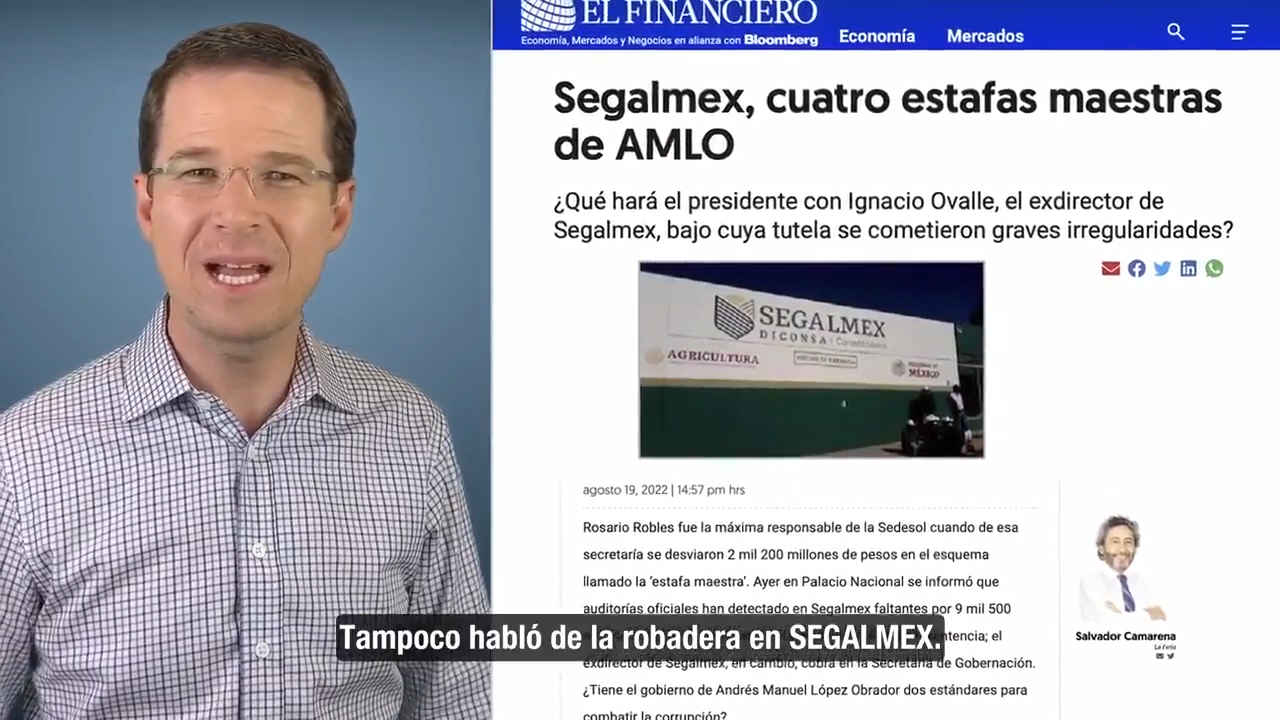 EL FINANCIERO
Economía, Mercados y Negocios en alianza con Bloomberg
Economía
Mercados
Segalmex, cuatro estafas maestras
de AMLO
¿Qué hará el presidente con Ignacio Ovalle, el exdirector de
Segalmex, bajo cuya tutela se cometieron graves irregularidades?
SEGALMEX
DICONSA
AGRICULTURA
MÉXICO
agosto 19, 2022 | 14:57 pm hrs
Rosario Robles fue la máxima responsable de la Sedesol cuando de esa
secretaría se desviaron 2 mil 200 millones de pesos en el esquema
llamado la ‘estafa maestra’. Ayer en Palacio Nacional se informó que
auditorías oficiales han detectado en Segalmex faltantes por 9 mil 500
Tampoco habló de la robadera en SEGALMEX.
exdirector de Segalmex, en cambio, cobra en la Secretaría de Gobernación.
¿Tiene el gobierno de Andrés Manuel López Obrador dos estándares para
combatir la corrupción?
Salvador Camarena
La Feria